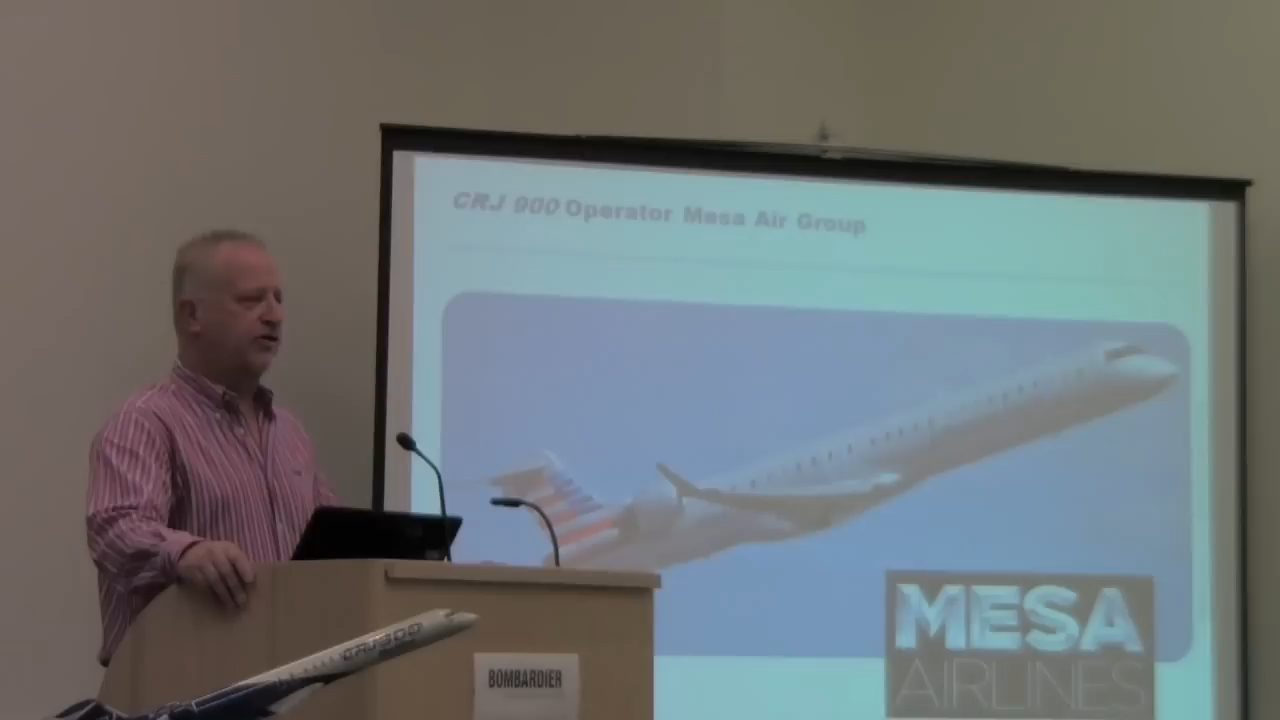 CRJ 900 Operator Mesa Air Group
MESA
AIRLINES
CRJ900
BOMBARDIER